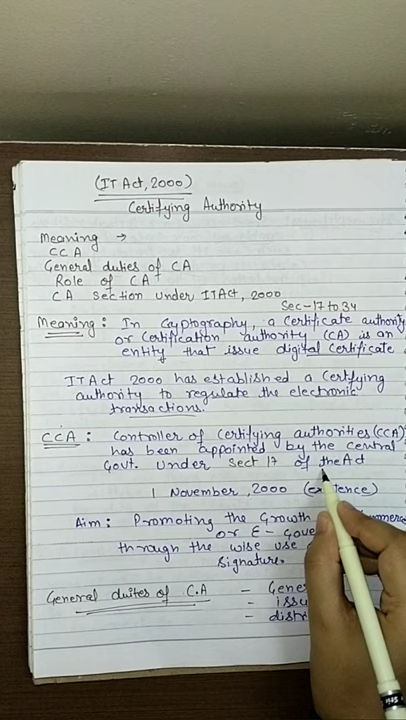 (IT Act, 2000)
Certifying Authority
Meaning →
CCA
General duties of CA
Role of CA
CA section under IT Act, 2000
Sec-17 to 34
Meaning: In Cryptography, a certificate authority
or certification authority (CA) is an
entity that issue digital certificate
IT Act 2000 has established a Certifying
authority to regulate the electronic
transactions.
CCA: Controller of Certifying authorities (CCA)
has been appointed by the Central
Govt. under Sect 17 of the Act
1 November, 2000 (existence)
Aim: Promoting the Growth
or E-Gove
through the wise use
Signature.
General duites of C.A - Gene
- issu
- distri